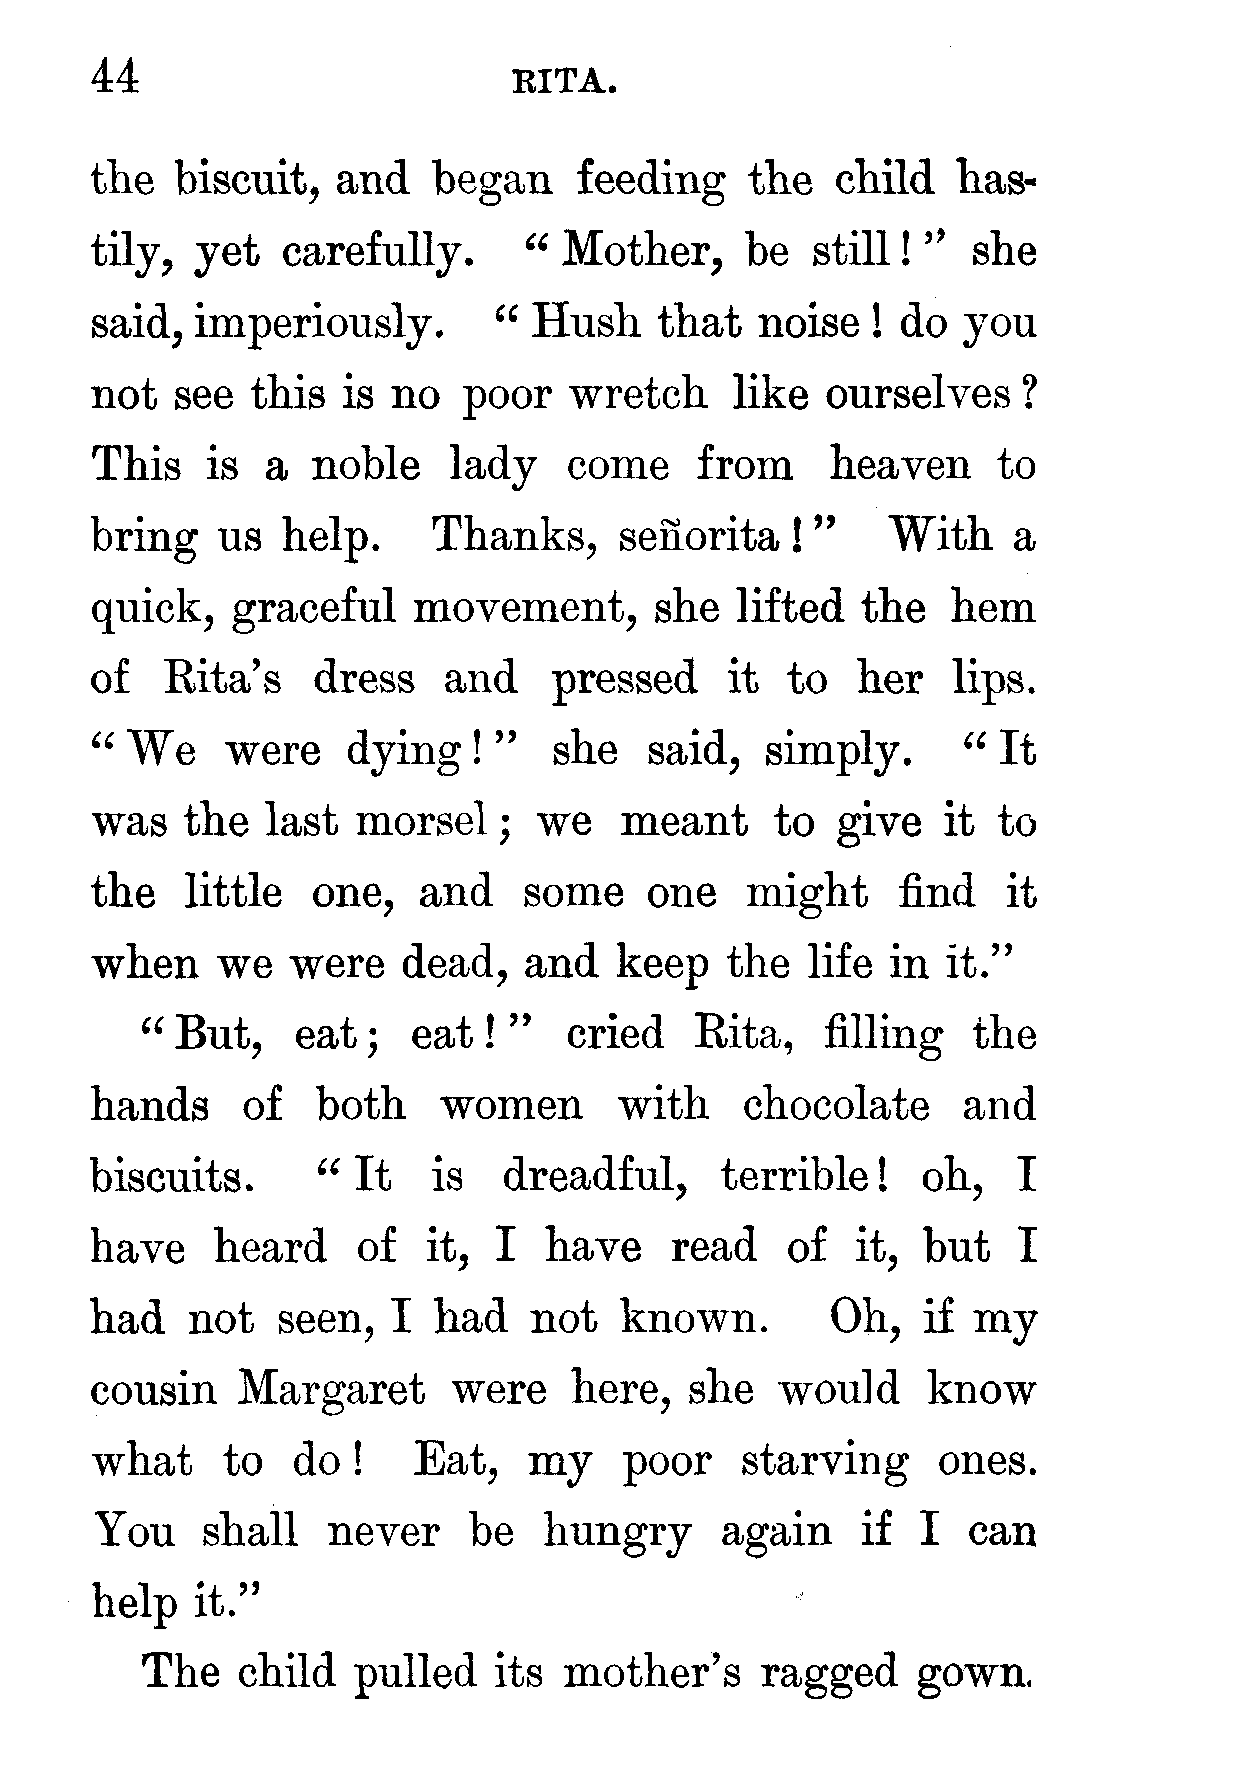 44 RITA.
the biscuit, and began feeding the child has-
tily, yet carefully. “Mother, be still!” she
said, imperiously. “Hush that noise! do you
not see this is no poor wretch like ourselves?
This is a noble lady come from heaven to
bring us help. Thanks, señorita!” With a
quick, graceful movement, she lifted the hem
of Rita’s dress and pressed it to her lips.
“We were dying!” she said, simply. “It
was the last morsel; we meant to give it to
the little one, and some one might find it
when we were dead, and keep the life in it.”
“But, eat; eat!” cried Rita, filling the
hands of both women with chocolate and
biscuits. “It is dreadful, terrible! oh, I
have heard of it, I have read of it, but I
had not seen, I had not known. Oh, if my
cousin Margaret were here, she would know
what to do! Eat, my poor starving ones.
You shall never be hungry again if I can
help it.”
The child pulled its mother’s ragged gown.